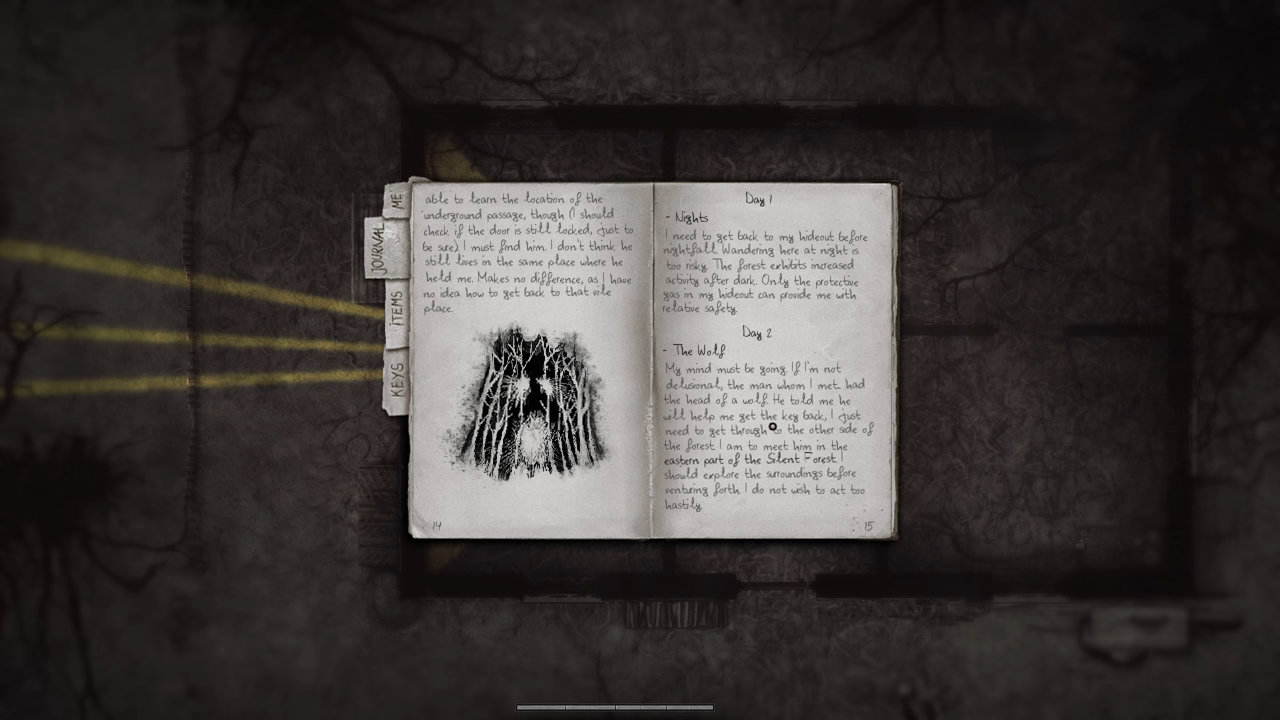 ME
JOURNAL
ITEMS
KEYS
able to learn the location of the
underground passage, though (I should
check if the door is still locked, just to
be sure). I must find him. I don't think he
still lives in the same place where he
held me. Makes no difference, as I have
no idea how to get back to that vile
place.
14
Day 1
- Nights
I need to get back to my hideout before
nightfall. Wandering here at night is
too risky. The forest exhibits increased
activity after dark. Only the protective
gas in my hideout can provide me with
relative safety.
Day 2
- The Wolf
My mind must be going. If I'm not
delusional, the man whom I met had
the head of a wolf. He told me he
will help me get the key back, I just
need to get through to the other side of
the forest. I am to meet him in the
eastern part of the Silent Forest. I
should explore the surroundings before
venturing forth. I do not wish to act too
hastily.
15